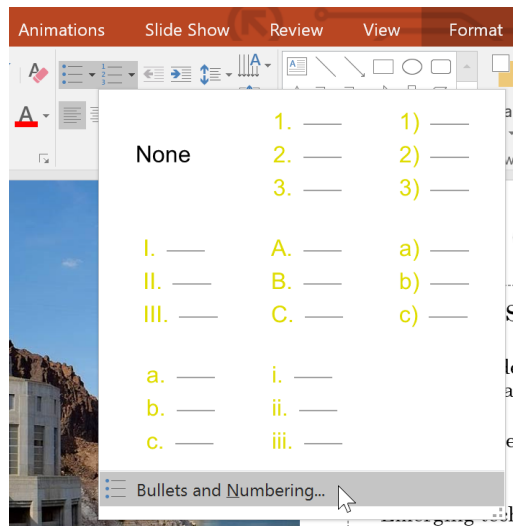 Animations Slide Show Review View Format
None
1.
2.
3.
1)
2)
3)
I.
II.
III.
A.
B.
C.
a)
b)
c)
a.
b.
c.
i.
ii.
iii.
Bullets and Numbering...
Emerging